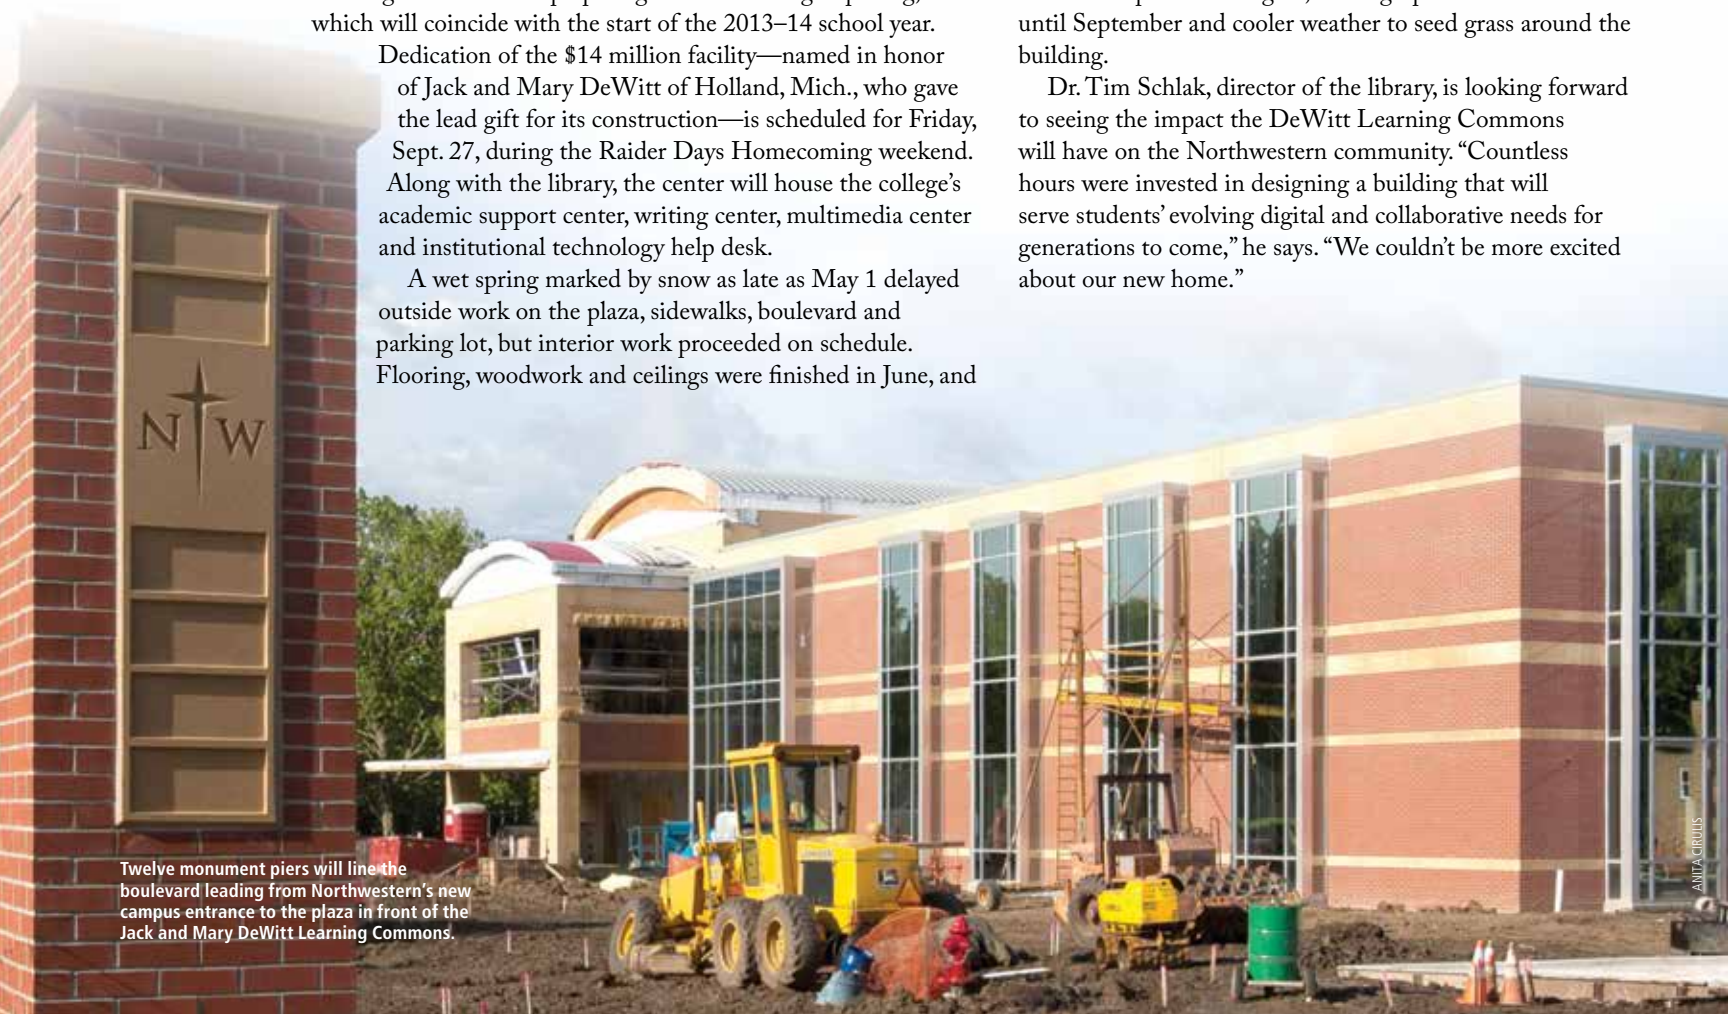 which will coincide with the start of the 2013–14 school year.
Dedication of the $14 million facility—named in honor
of Jack and Mary DeWitt of Holland, Mich., who gave
the lead gift for its construction—is scheduled for Friday,
Sept. 27, during the Raider Days Homecoming weekend.
Along with the library, the center will house the college’s
academic support center, writing center, multimedia center
and institutional technology help desk.
A wet spring marked by snow as late as May 1 delayed
outside work on the plaza, sidewalks, boulevard and
parking lot, but interior work proceeded on schedule.
Flooring, woodwork and ceilings were finished in June, and
until September and cooler weather to seed grass around the
building.
Dr. Tim Schlak, director of the library, is looking forward
to seeing the impact the DeWitt Learning Commons
will have on the Northwestern community. “Countless
hours were invested in designing a building that will
serve students’ evolving digital and collaborative needs for
generations to come,” he says. “We couldn’t be more excited
about our new home.”
N W
Twelve monument piers will line the
boulevard leading from Northwestern’s new
campus entrance to the plaza in front of the
Jack and Mary DeWitt Learning Commons.
ANITA CIRULIS